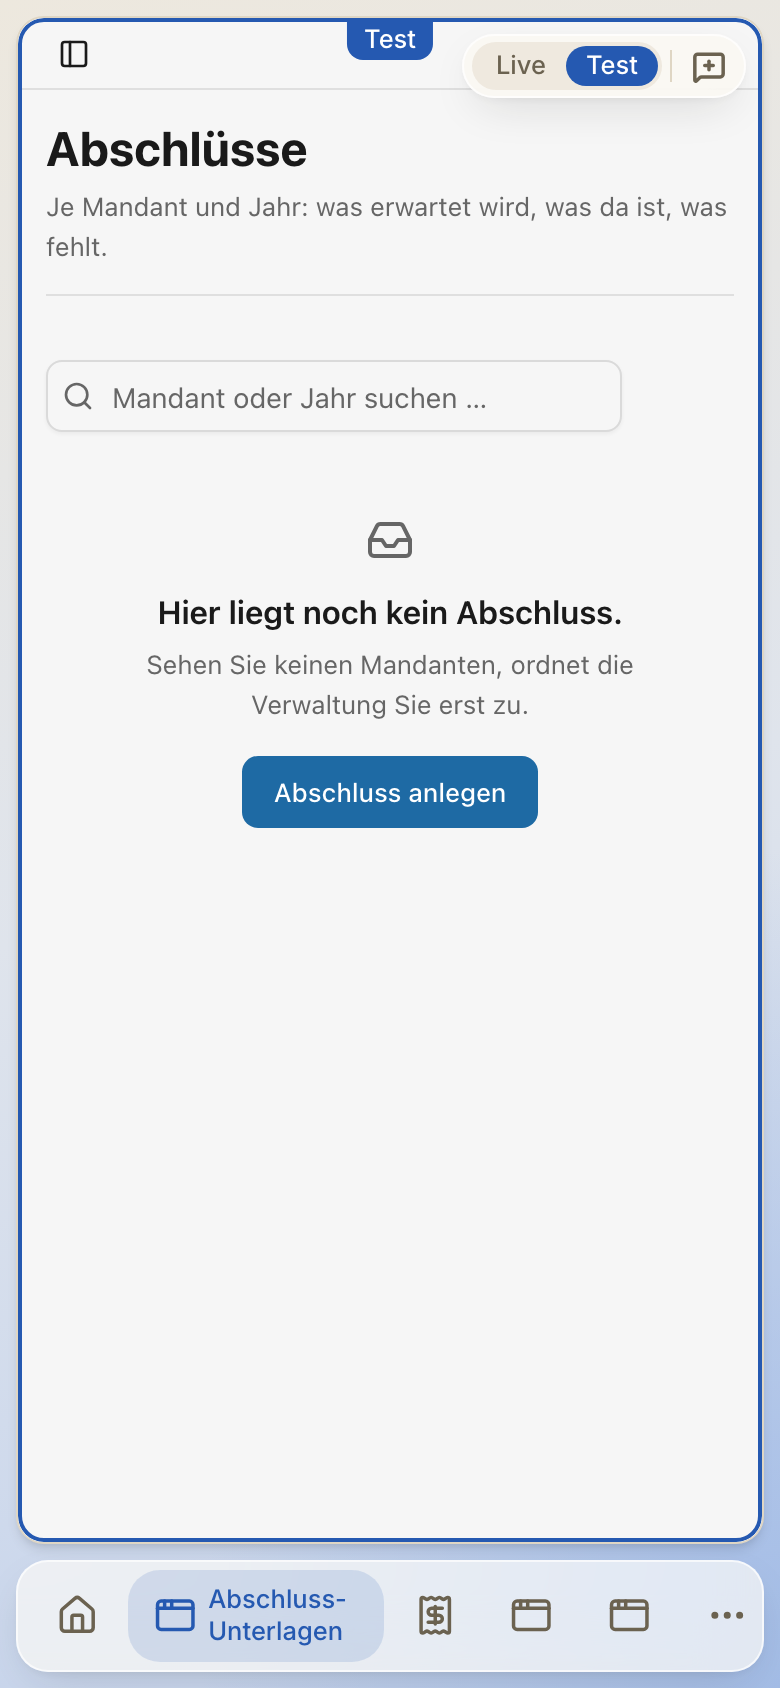 Test
Live
Test
Abschlüsse
Je Mandant und Jahr: was erwartet wird, was da ist, was
fehlt.
Mandant oder Jahr suchen ...
Hier liegt noch kein Abschluss.
Sehen Sie keinen Mandanten, ordnet die
Verwaltung Sie erst zu.
Abschluss anlegen
Abschluss-
Unterlagen